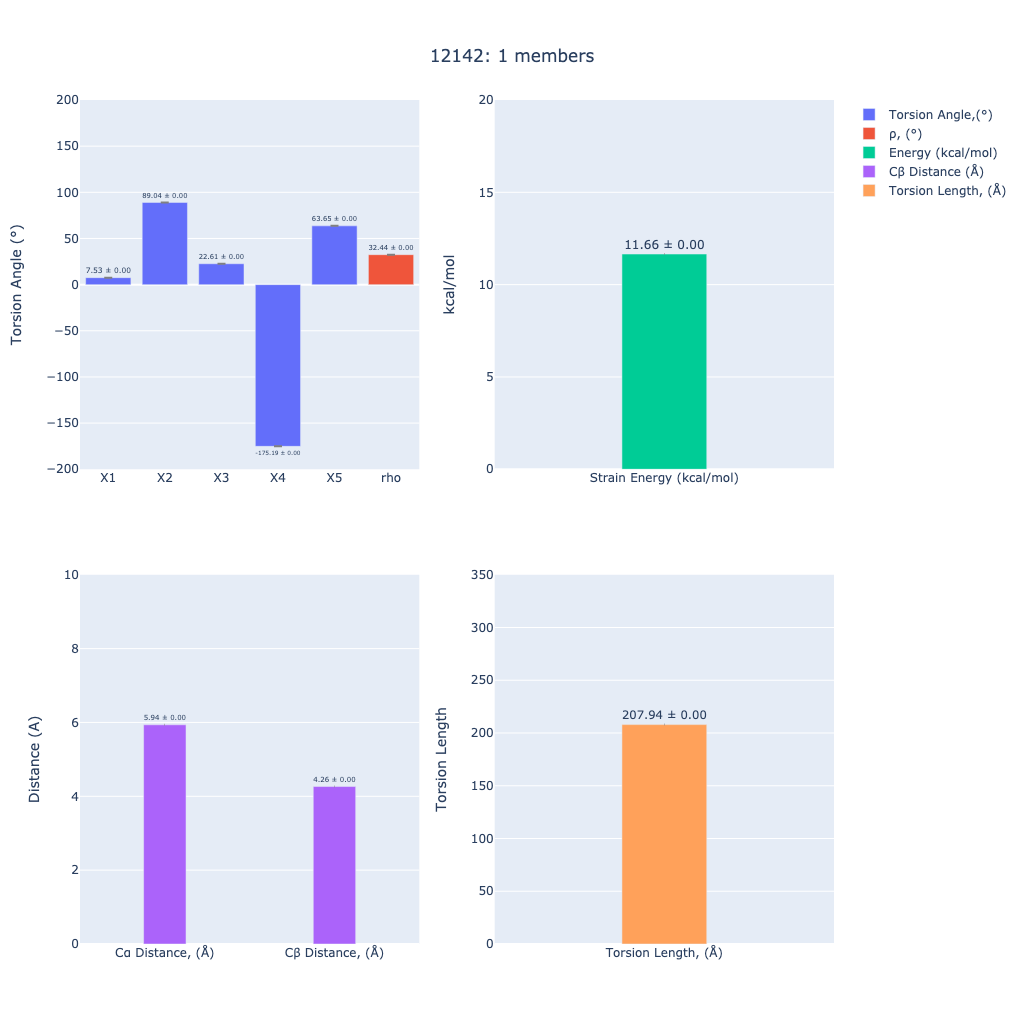 12142: 1 members
200
150
100
50
0
−50
−100
−150
−200
Torsion Angle (°)
7.53 ± 0.00
89.04 ± 0.00
22.61 ± 0.00
-175.19 ± 0.00
63.65 ± 0.00
32.44 ± 0.00
X1 X2 X3 X4 X5 rho
20
15
10
5
0
kcal/mol
11.66 ± 0.00
Strain Energy (kcal/mol)
Torsion Angle,(°)
ρ, (°)
Energy (kcal/mol)
Cβ Distance (Å)
Torsion Length, (Å)
10
8
6
4
2
0
Distance (A)
5.94 ± 0.00
4.26 ± 0.00
Cα Distance, (Å) Cβ Distance, (Å)
350
300
250
200
150
100
50
0
Torsion Length
207.94 ± 0.00
Torsion Length, (Å)